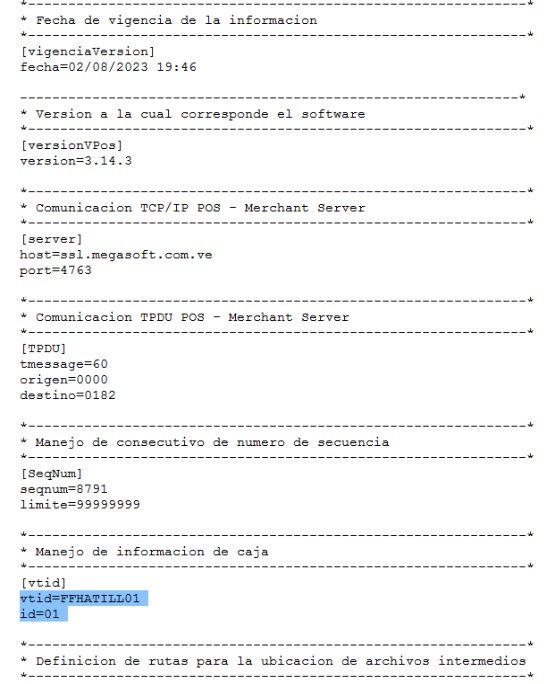 *--------------------------------------------------------------*
* Fecha de vigencia de la informacion
*--------------------------------------------------------------*
[vigenciaVersion]
fecha=02/08/2023 19:46
--------------------------------------------------------------*
* Version a la cual corresponde el software
*--------------------------------------------------------------*
[versionVPos]
version=3.14.3
*--------------------------------------------------------------*
* Comunicacion TCP/IP POS - Merchant Server
*--------------------------------------------------------------*
[server]
host=ssl.megasoft.com.ve
port=4763
*--------------------------------------------------------------*
* Comunicacion TPDU POS - Merchant Server
*--------------------------------------------------------------*
[TPDU]
tmessage=60
origen=0000
destino=0182
*--------------------------------------------------------------*
* Manejo de consecutivo de numero de secuencia
*--------------------------------------------------------------*
[SeqNum]
seqnum=8791
limite=99999999
*--------------------------------------------------------------*
* Manejo de informacion de caja
*--------------------------------------------------------------*
[vtid]
vtid=FFHATILL01
id=01
*--------------------------------------------------------------*
* Definicion de rutas para la ubicacion de archivos intermedios
*--------------------------------------------------------------*